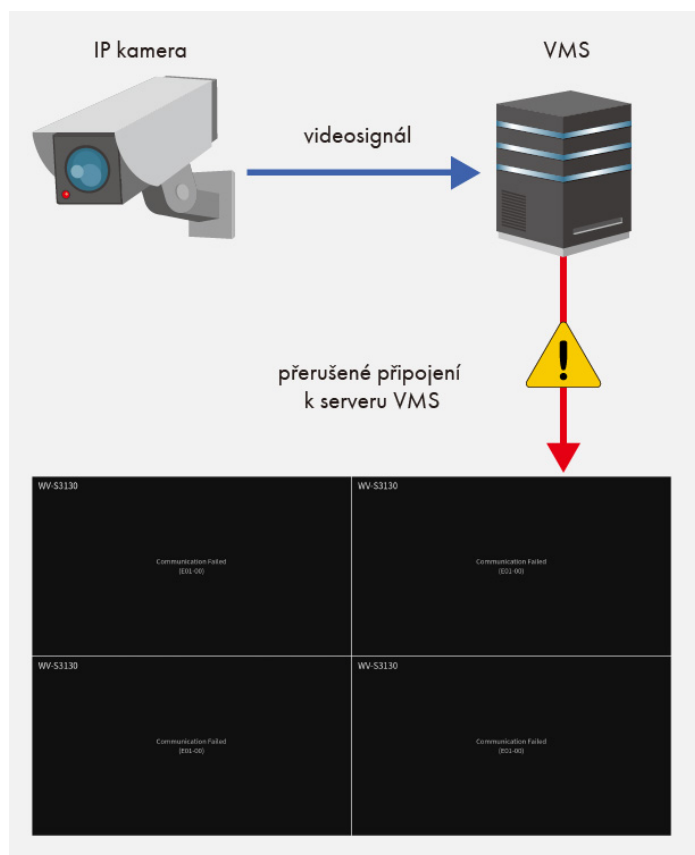 IP kamera
VMS
videosignál
přerušené připojení
k serveru VMS
WV-S3130
WV-S3130
Communication Failed
(E01-00)
Communication Failed
(E01-00)
WV-S3130
WV-S3130
Communication Failed
(E01-00)
Communication Failed
(E01-00)